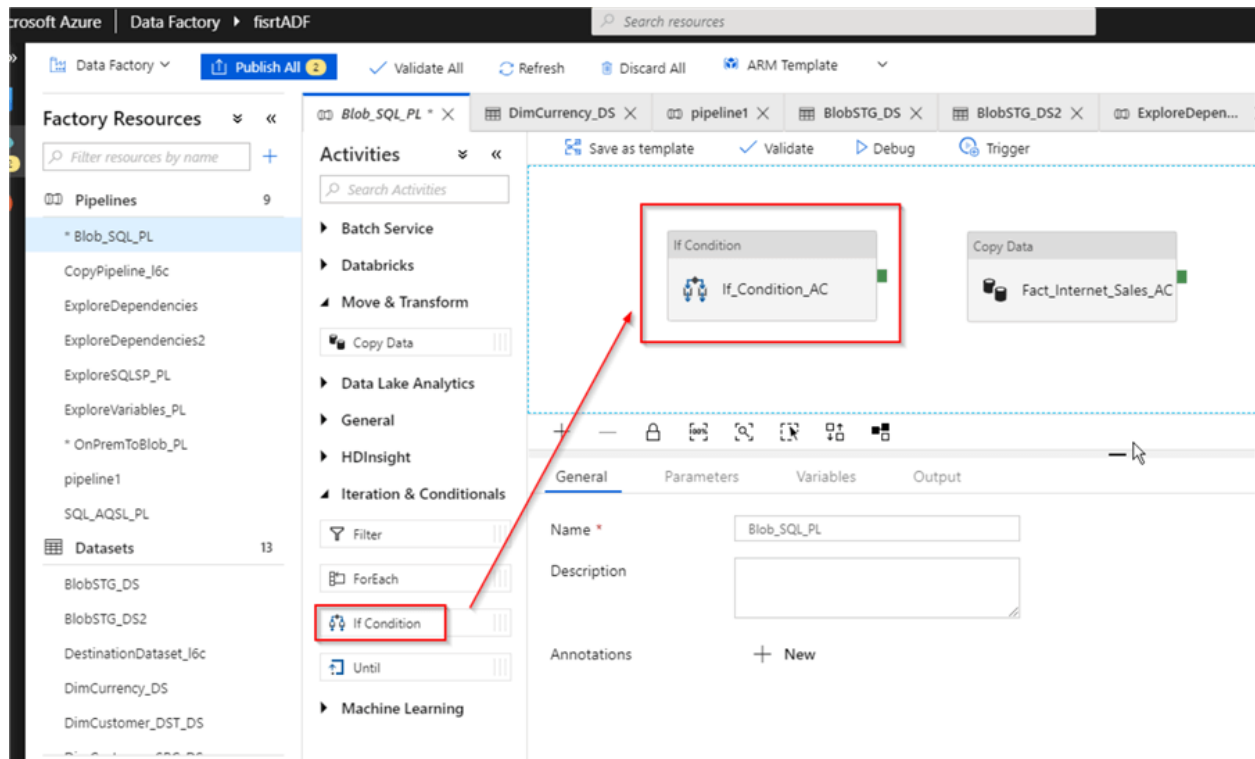 crosoft Azure Data Factory fisrtADF Search resources
Data Factory Publish All 2 Validate All Refresh Discard All ARM Template
Factory Resources
Filter resources by name
Pipelines 9
* Blob_SQL_PL
CopyPipeline_l6c
ExploreDependencies
ExploreDependencies2
ExploreSQLSP_PL
ExploreVariables_PL
* OnPremToBlob_PL
pipeline1
SQL_AQSL_PL
Datasets 13
BlobSTG_DS
BlobSTG_DS2
DestinationDataset_l6c
DimCurrency_DS
DimCustomer_DST_DS
Blob_SQL_PL * DimCurrency_DS pipeline1 BlobSTG_DS BlobSTG_DS2 ExploreDepen...
Activities
Search Activities
Batch Service
Databricks
Move & Transform
Copy Data
Data Lake Analytics
General
HDInsight
Iteration & Conditionals
Filter
ForEach
If Condition
Until
Machine Learning
Save as template Validate Debug Trigger
If Condition
If_Condition_AC
Copy Data
Fact_Internet_Sales_AC
100%
General Parameters Variables Output
Name * Blob_SQL_PL
Description
Annotations New